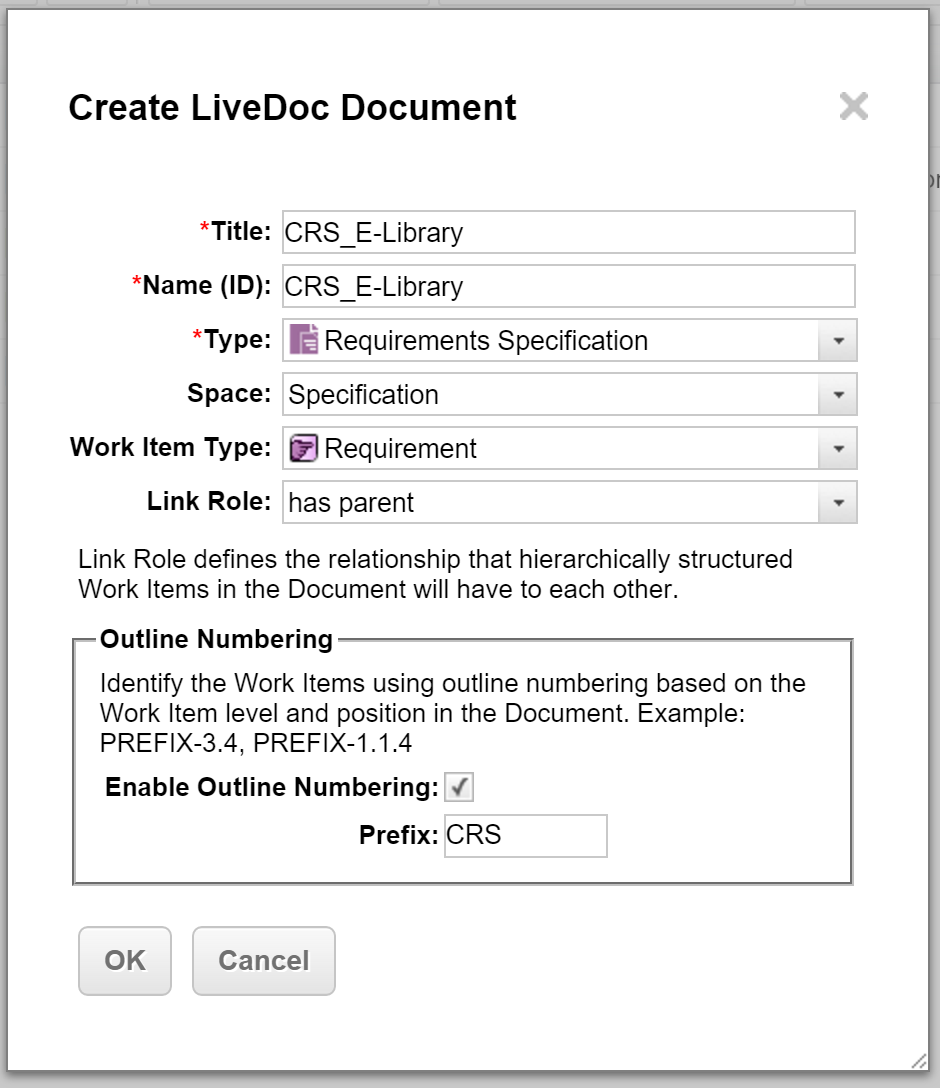 Create LiveDoc Document
*Title: CRS_E-Library
*Name (ID): CRS_E-Library
*Type: Requirements Specification
Space: Specification
Work Item Type: Requirement
Link Role: has parent
Link Role defines the relationship that hierarchically structured
Work Items in the Document will have to each other.
Outline Numbering
Identify the Work Items using outline numbering based on the
Work Item level and position in the Document. Example:
PREFIX-3.4, PREFIX-1.1.4
Enable Outline Numbering:
Prefix: CRS
OK Cancel